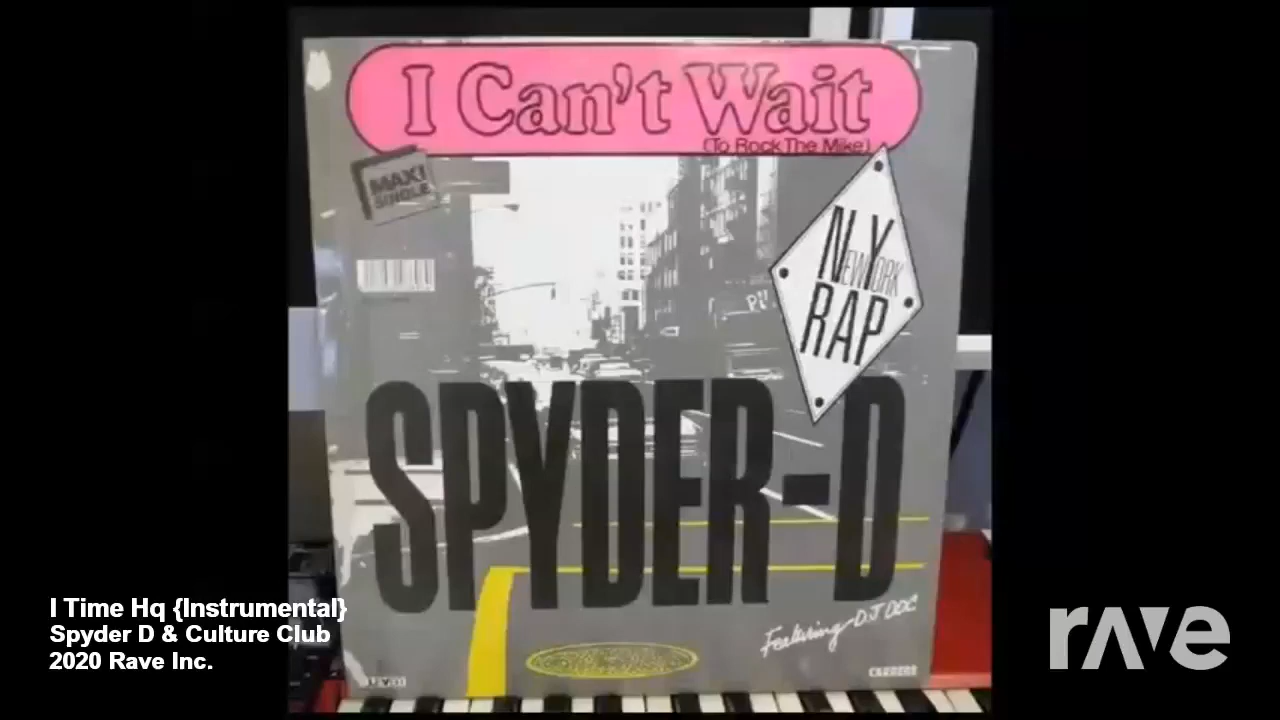 I Can't Wait
(To Rock The Mike)
MAXI
SINGLE
NEW YORK
RAP
SPYDER-D
Featuring D.J DOC
CARRERE
I Time Hq {Instrumental}
Spyder D & Culture Club
2020 Rave Inc.
rave